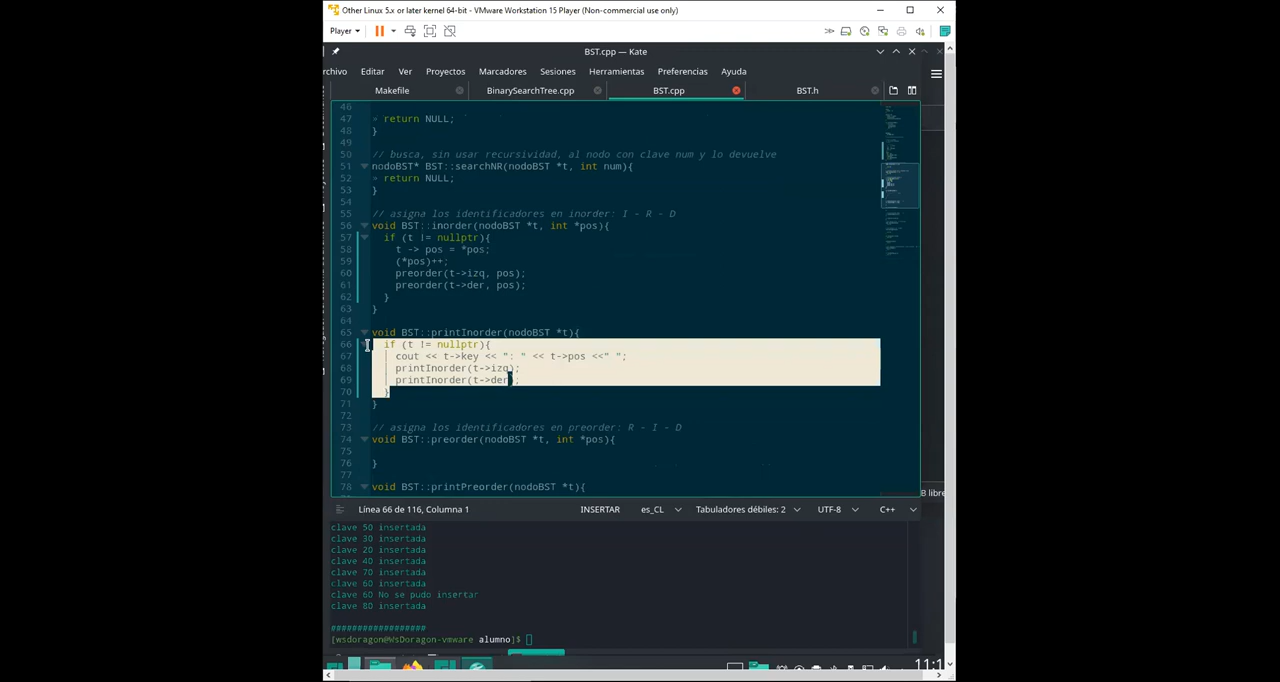 Other Linux 5.x or later kernel 64-bit - VMware Workstation 15 Player (Non-commercial use only)
Player
BST.cpp — Kate
rchivo Editar Ver Proyectos Marcadores Sesiones Herramientas Preferencias Ayuda
Makefile BinarySearchTree.cpp BST.cpp BST.h
46
47 return NULL;
48 }
49
50 // busca, sin usar recursividad, al nodo con clave num y lo devuelve
51 nodoBST* BST::searchNR(nodoBST *t, int num){
52 return NULL;
53 }
54
55 // asigna los identificadores en inorder: I - R - D
56 void BST::inorder(nodoBST *t, int *pos){
57 if (t != nullptr){
58 t -> pos = *pos;
59 (*pos)++;
60 preorder(t->izq, pos);
61 preorder(t->der, pos);
62 }
63 }
64
65 void BST::printInorder(nodoBST *t){
66 if (t != nullptr){
67 cout << t->key << ": " << t->pos <<" ";
68 printInorder(t->izq);
69 printInorder(t->der);
70 }
71 }
72
73 // asigna los identificadores en preorder: R - I - D
74 void BST::preorder(nodoBST *t, int *pos){
75
76 }
77
78 void BST::printPreorder(nodoBST *t){
B libre
Línea 66 de 116, Columna 1 INSERTAR es_CL Tabuladores débiles: 2 UTF-8 C++
clave 50 insertada
clave 30 insertada
clave 20 insertada
clave 40 insertada
clave 70 insertada
clave 60 insertada
clave 60 No se pudo insertar
clave 80 insertada
##################
[wsdoragon@WsDoragon-vmware alumno]$
11:1